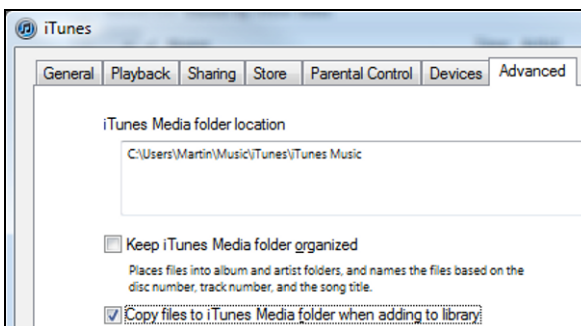 iTunes
General Playback Sharing Store Parental Control Devices Advanced
iTunes Media folder location
C:\Users\Martin\Music\iTunes\iTunes Music
Keep iTunes Media folder organized
Places files into album and artist folders, and names the files based on the
disc number, track number, and the song title.
Copy files to iTunes Media folder when adding to library